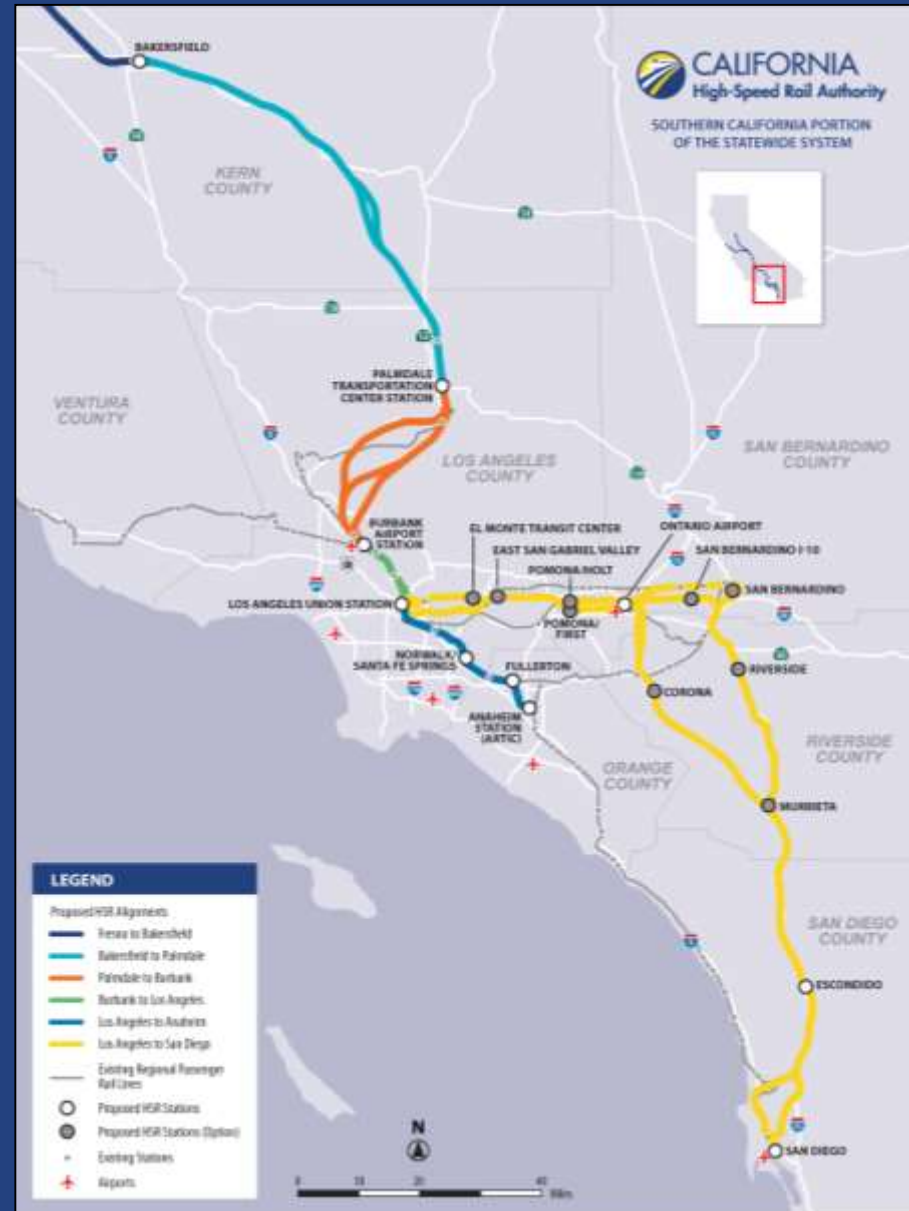 BAKERSFIELD
CALIFORNIA
High-Speed Rail Authority
SOUTHERN CALIFORNIA PORTION
OF THE STATEWIDE SYSTEM
KERN
COUNTY
PALMDALE
TRANSPORTATION
CENTER STATION
VENTURA
COUNTY
LOS ANGELES
COUNTY
SAN BERNARDINO
COUNTY
BURBANK
AIRPORT
STATION
EL MONTE TRANSIT CENTER
ONTARIO AIRPORT
EAST SAN GABRIEL VALLEY
SAN BERNARDINO I-10
POMONA/HOLT
SAN BERNARDINO
LOS ANGELES UNION STATION
POMONA/
FIRST
NORWALK/
SANTA FE SPRINGS
FULLERTON
RIVERSIDE
CORONA
ANAHEIM
STATION
(ARTIC)
ORANGE
COUNTY
RIVERSIDE
COUNTY
MURRIETA
SAN DIEGO
COUNTY
ESCONDIDO
SAN DIEGO
LEGEND
Proposed HSR Alignments
Fresno to Bakersfield
Bakersfield to Palmdale
Palmdale to Burbank
Burbank to Los Angeles
Los Angeles to Anaheim
Los Angeles to San Diego
Existing Regional Passenger
Rail Lines
Proposed HSR Stations
Proposed HSR Stations (Option)
Existing Stations
Airports
N
0 10 20 40
Miles